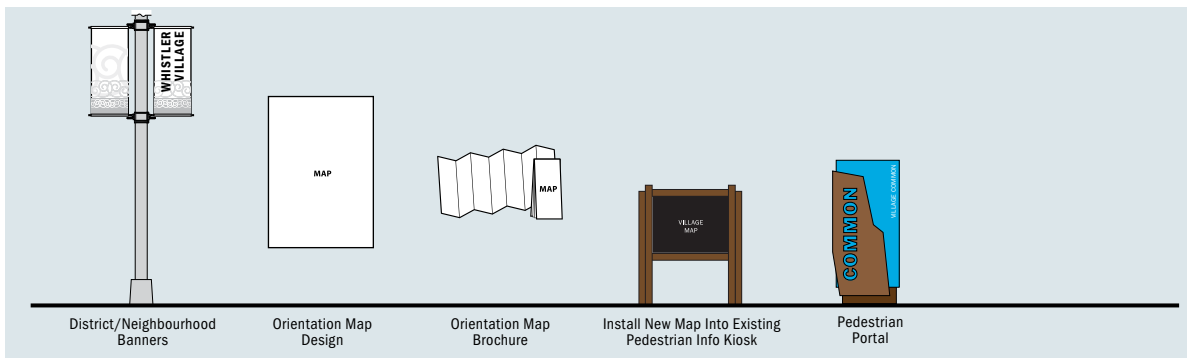 WHISTLER
VILLAGE
MAP
MAP
VILLAGE
MAP
COMMON
VILLAGE COMMON
District/Neighbourhood
Banners
Orientation Map
Design
Orientation Map
Brochure
Install New Map Into Existing
Pedestrian Info Kiosk
Pedestrian
Portal